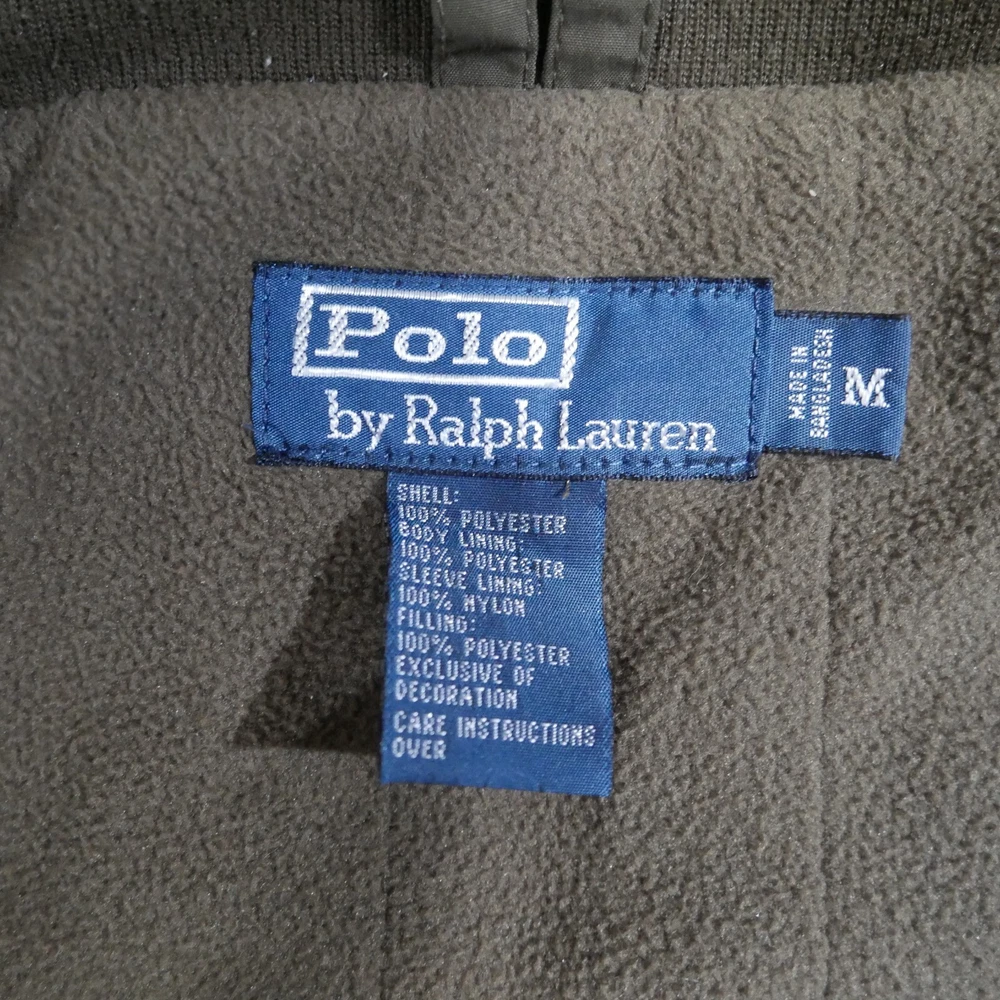 Polo
by Ralph Lauren
MADE IN
BANGLADESH
M
SHELL:
100% POLYESTER
BODY LINING:
100% POLYESTER
SLEEVE LINING:
100% NYLON
FILLING:
100% POLYESTER
EXCLUSIVE OF
DECORATION
CARE INSTRUCTIONS
OVER